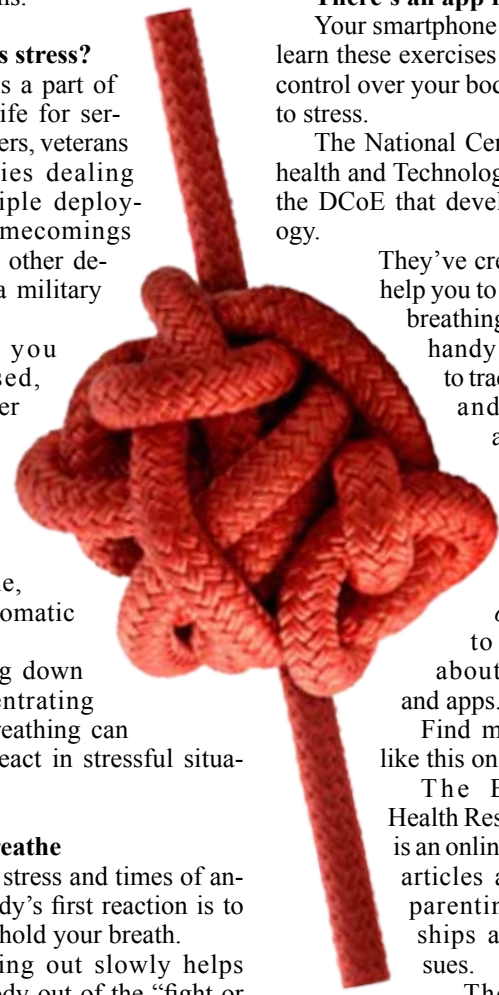 s stress?
s a part of
ife for ser-
ers, veterans
ies dealing
iple deploy-
mecomings
other de-
a military
you
sed,
er
e,
omatic
g down
entrating
reathing can
eact in stressful situa-
reathe
stress and times of an-
dy’s first reaction is to
hold your breath.
ing out slowly helps
ody out of the “fight or
There’s an app
Your smartphone
learn these exercises
control over your bod
to stress.
The National Cen
health and Technolog
the DCoE that devel
ogy.
They’ve cre
help you to
breathing
handy
to trac
and
a
to
about
and apps.
Find m
like this on
The
Health Res
is an onlin
articles a
parentin
ships a
sues.
The